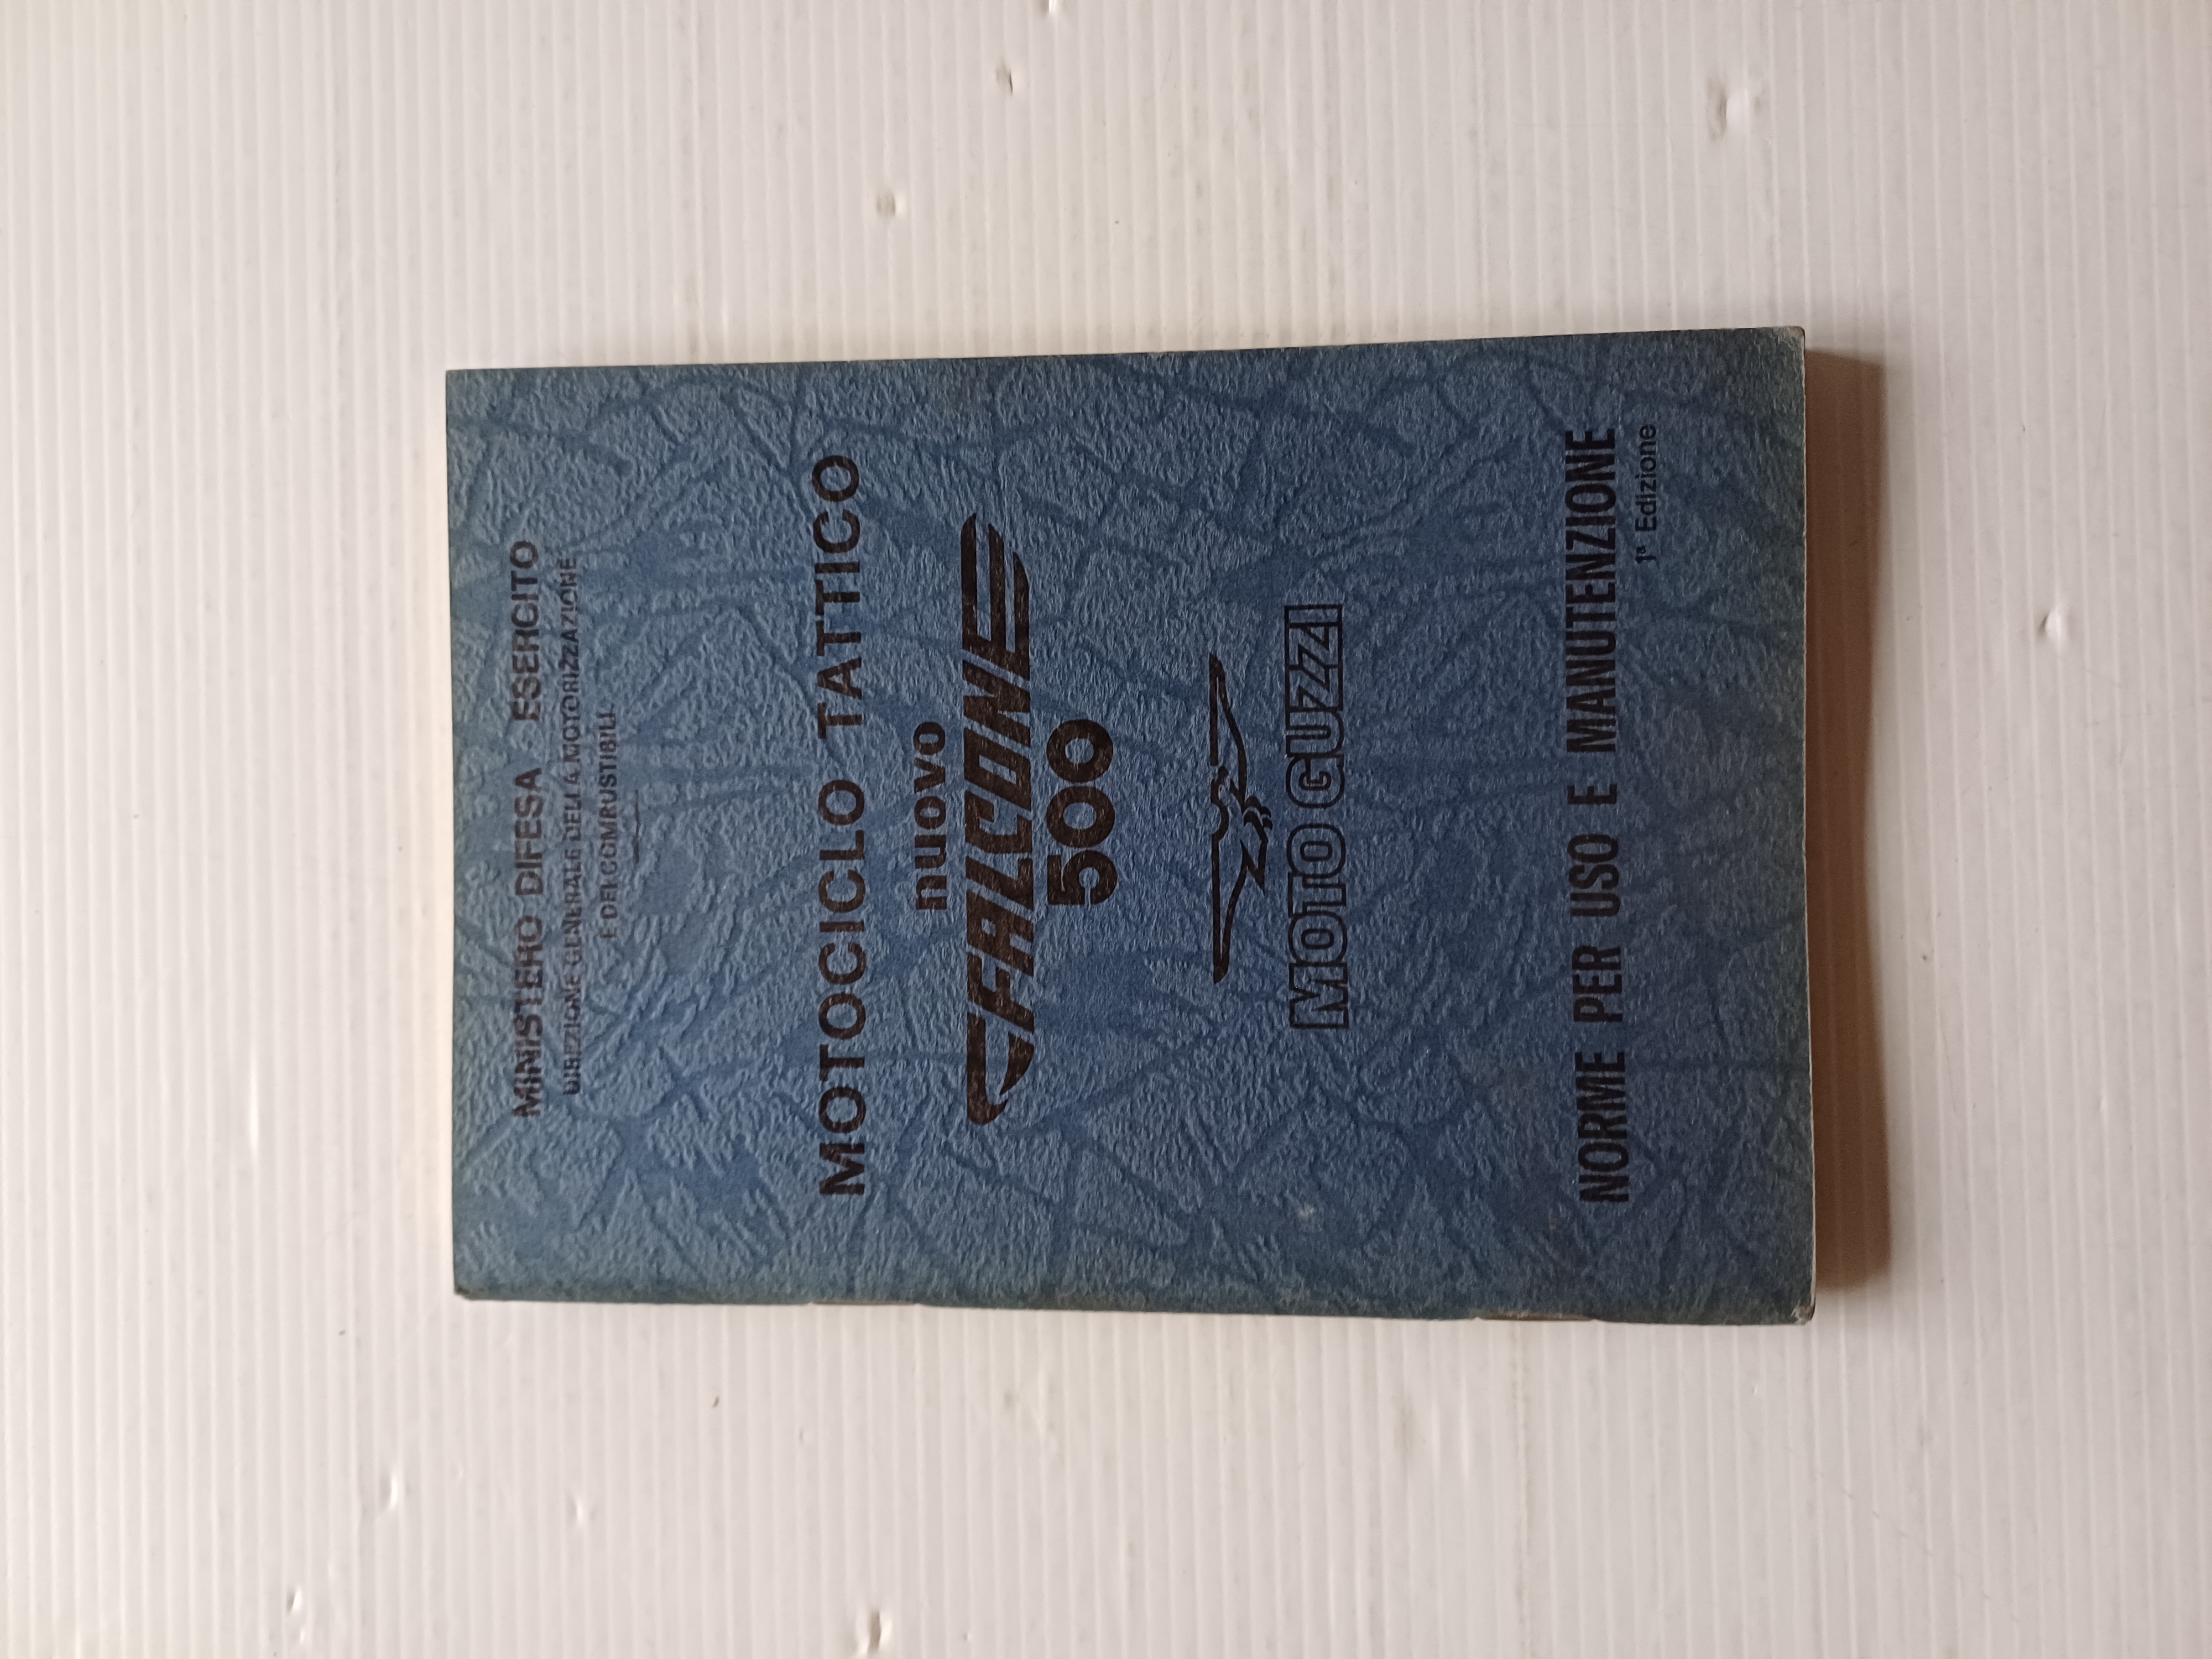 MINISTERO DIFESA - ESERCITO
DIREZIONE GENERALE DELLA MOTORIZZAZIONE
E DEI COMBUSTIBILI
MOTOCICLO TATTICO
nuovo
FALCONE
500
MOTO GUZZI
NORME PER USO E MANUTENZIONE
1ª Edizione